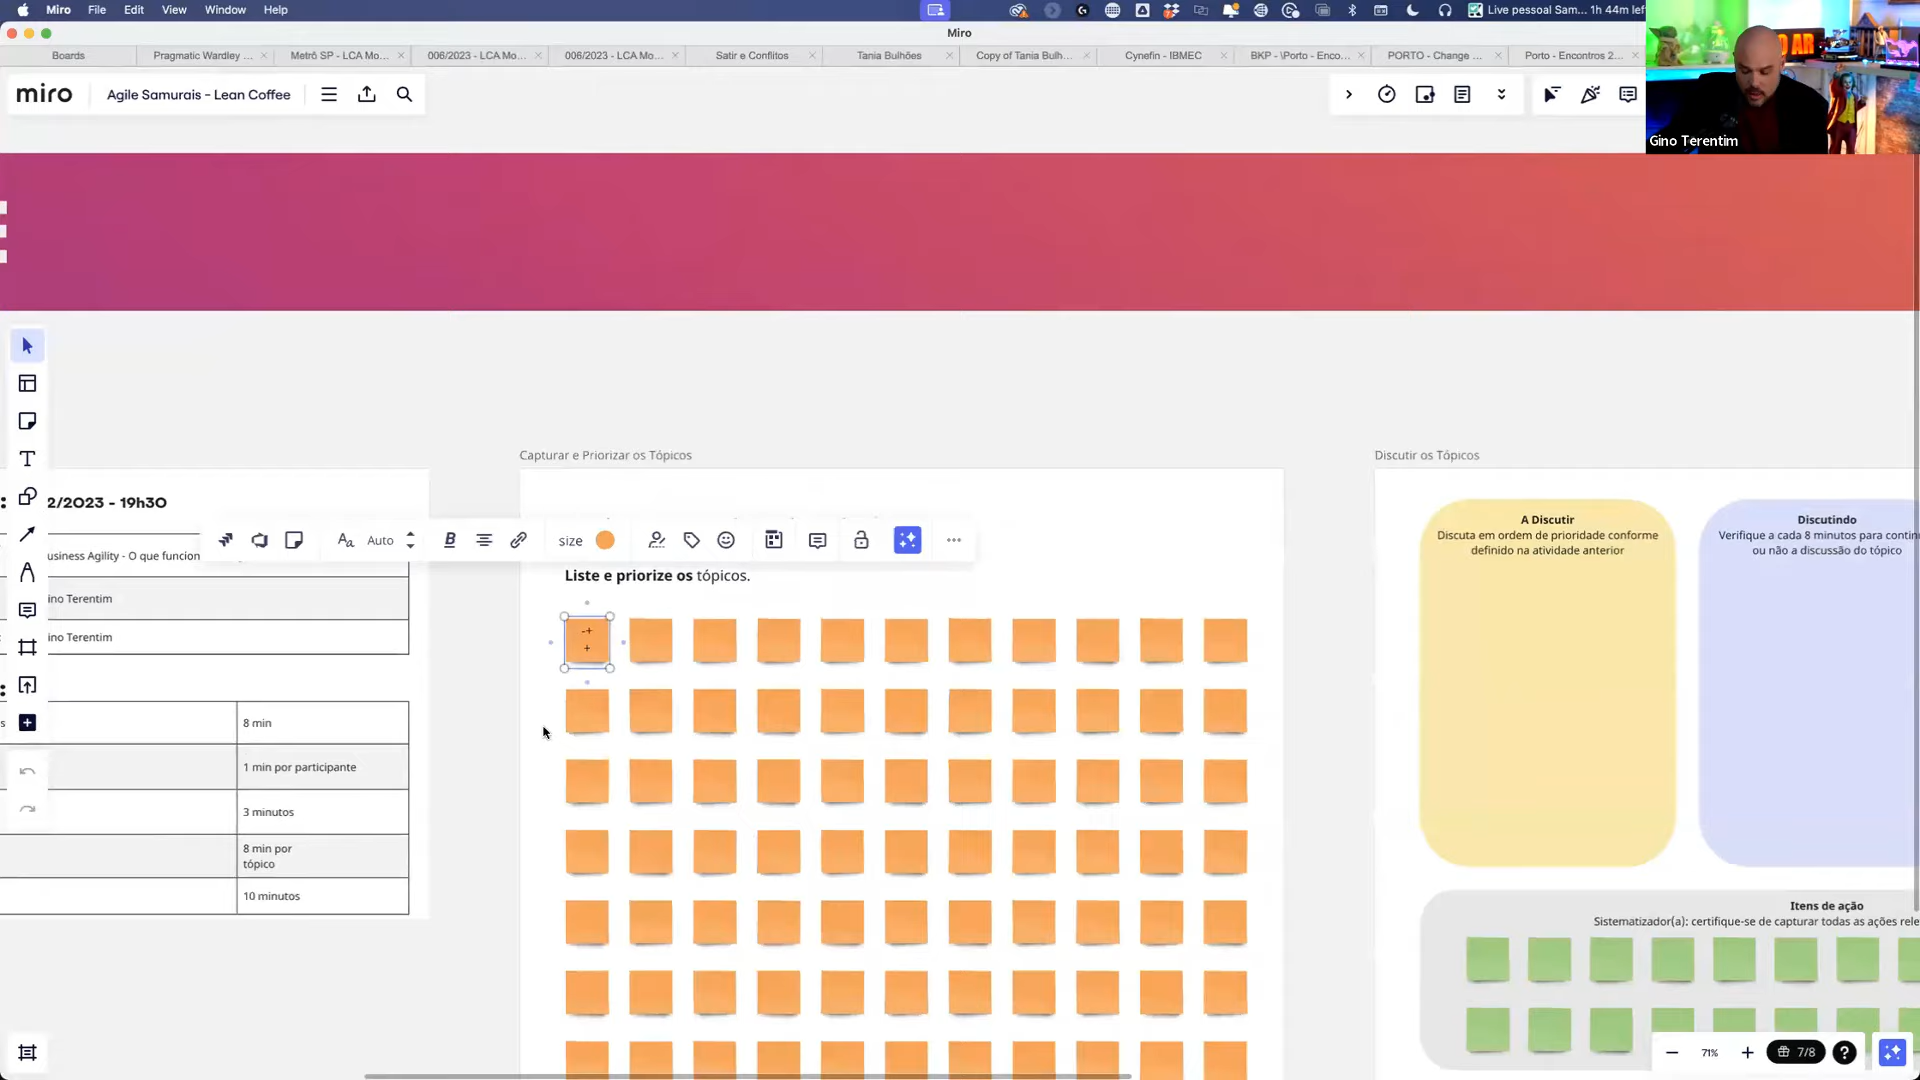 Miro File Edit View Window Help
Live pessoal Sam... 1h 44m lef
Miro
Boards
Pragmatic Wardley ...
Metrô SP - LCA Mo...
006/2023 - LCA Mo...
006/2023 - LCA Mo...
Satir e Conflitos
Tania Bulhões
Copy of Tania Bulh...
Cynefin - IBMEC
BKP - \Porto - Enco...
PORTO - Change ...
Porto - Encontros 2...
miro
Agile Samurais - Lean Coffee
O AR
Gino Terentim
Capturar e Priorizar os Tópicos
Discutir os Tópicos
: 2/2023 - 19h30
Auto
B
size
usiness Agility - O que funcion
ino Terentim
ino Terentim
:
s
8 min
1 min por participante
3 minutos
8 min por
tópico
10 minutos
Liste e priorize os tópicos.
-+
+
A Discutir
Discuta em ordem de prioridade conforme
definido na atividade anterior
Discutindo
Verifique a cada 8 minutos para contin
ou não a discussão do tópico
Itens de ação
Sistematizador(a): certifique-se de capturar todas as ações rele
71%
7/8
?